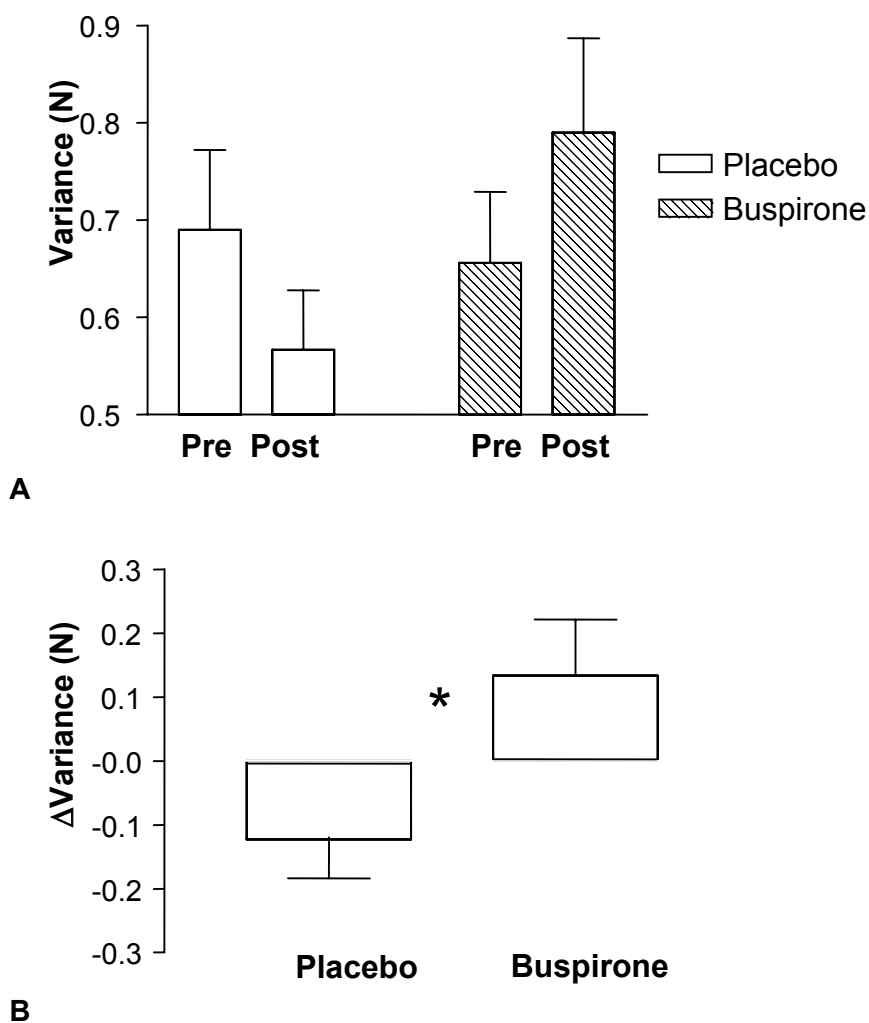 0.9
0.8
0.7
0.6
0.5
Variance (N)
Placebo
Buspirone
Pre Post
Pre Post
A
0.3
0.2
0.1
-0.0
-0.1
-0.2
-0.3
ΔVariance (N)
*
Placebo
Buspirone
B